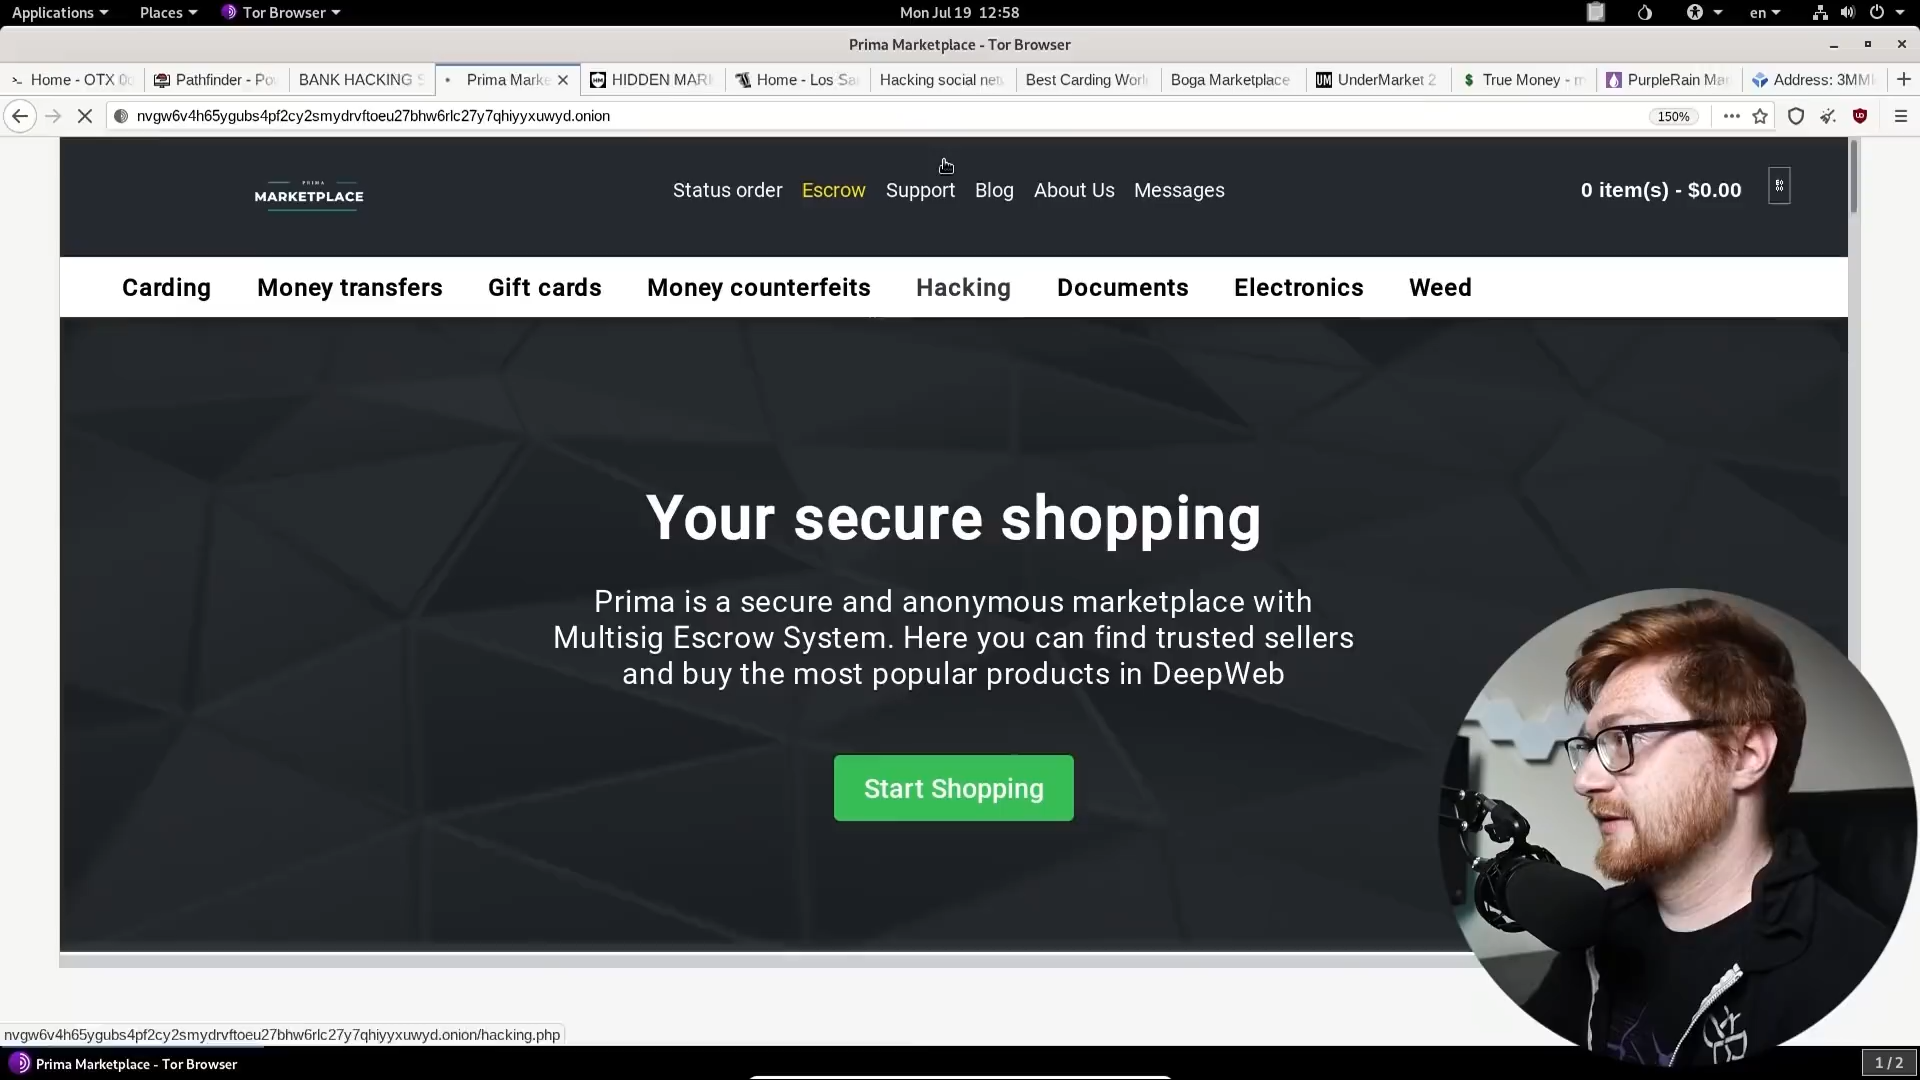 Applications Places Tor Browser Mon Jul 19 12:58 en
Prima Marketplace - Tor Browser
Home - OTX Pathfinder - Po BANK HACKING Prima Marke HIDDEN MAR Home - Los Sa Hacking social net Best Carding Worl Boga Marketplace UM UnderMarket 2 $ True Money - m PurpleRain Mar Address: 3MM
nvgw6v4h65ygubs4pf2cy2smydrvftoeu27bhw6rlc27y7qhiyyxuwyd.onion 150%
PRIMA
MARKETPLACE
Status order Escrow Support Blog About Us Messages
0 item(s) - $0.00
Carding Money transfers Gift cards Money counterfeits Hacking Documents Electronics Weed
Your secure shopping
Prima is a secure and anonymous marketplace with
Multisig Escrow System. Here you can find trusted sellers
and buy the most popular products in DeepWeb
Start Shopping
nvgw6v4h65ygubs4pf2cy2smydrvftoeu27bhw6rlc27y7qhiyyxuwyd.onion/hacking.php
Prima Marketplace - Tor Browser 1 / 2